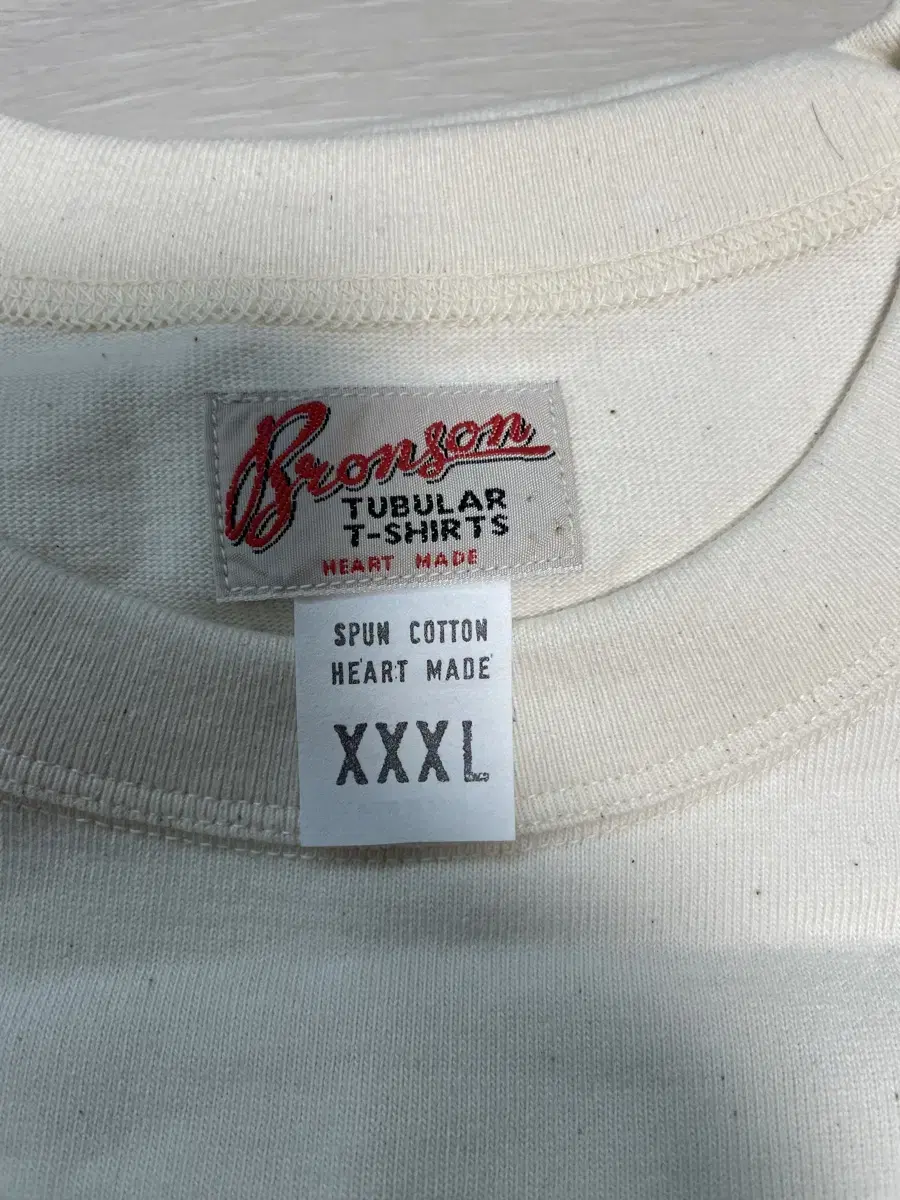 Bronson
TUBULAR
T-SHIRTS
HEART MADE
SPUN COTTON
HEART MADE
XXXL